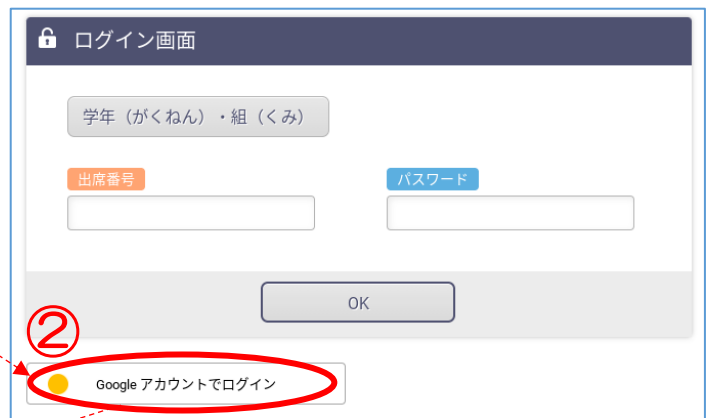 ログイン画面
学年（がくねん）・組（くみ）
出席番号
パスワード
OK
②
Google アカウントでログイン